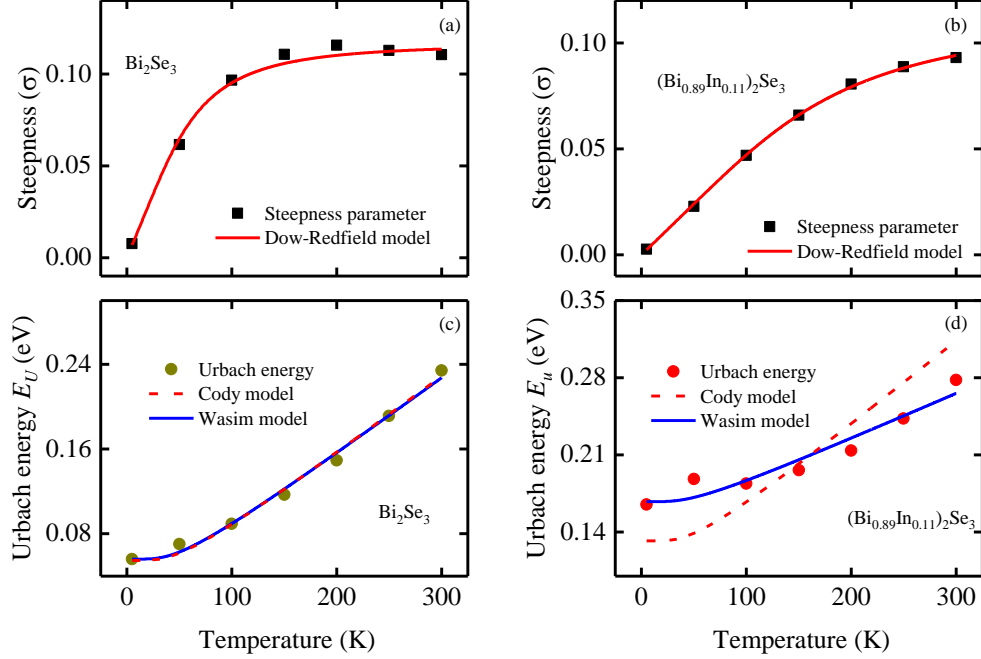 (a)
Bi₂Se₃
0.10
0.05
0.00
Steepness (σ)
Steepness parameter
Dow-Redfield model
(b)
(Bi₀.₈₉In₀.₁₁)₂Se₃
0.10
0.05
0.00
Steepness (σ)
Steepness parameter
Dow-Redfield model
(c)
0.24
0.16
0.08
Urbach energy E_U (eV)
Urbach energy
Cody model
Wasim model
Bi₂Se₃
0 100 200 300
Temperature (K)
(d)
0.35
0.28
0.21
0.14
Urbach energy E_u (eV)
Urbach energy
Cody model
Wasim model
(Bi₀.₈₉In₀.₁₁)₂Se₃
0 100 200 300
Temperature (K)